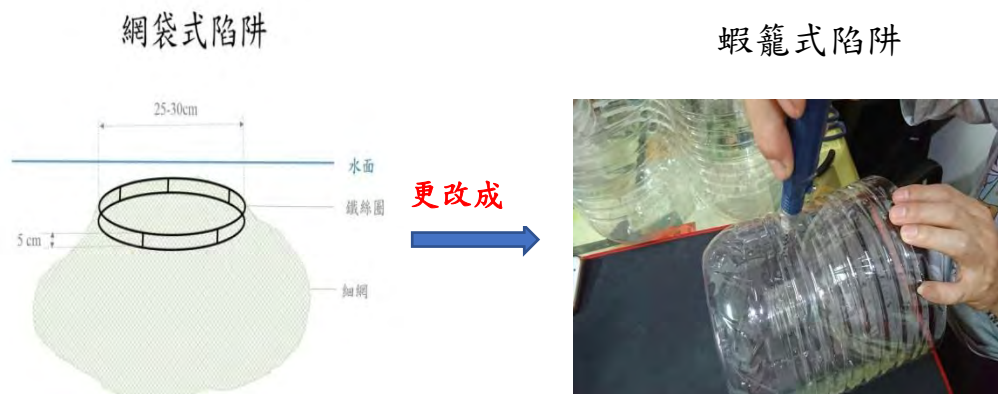 網袋式陷阱
蝦籠式陷阱
25-30cm
水面
鐵絲圈
更改成
5 cm
細網